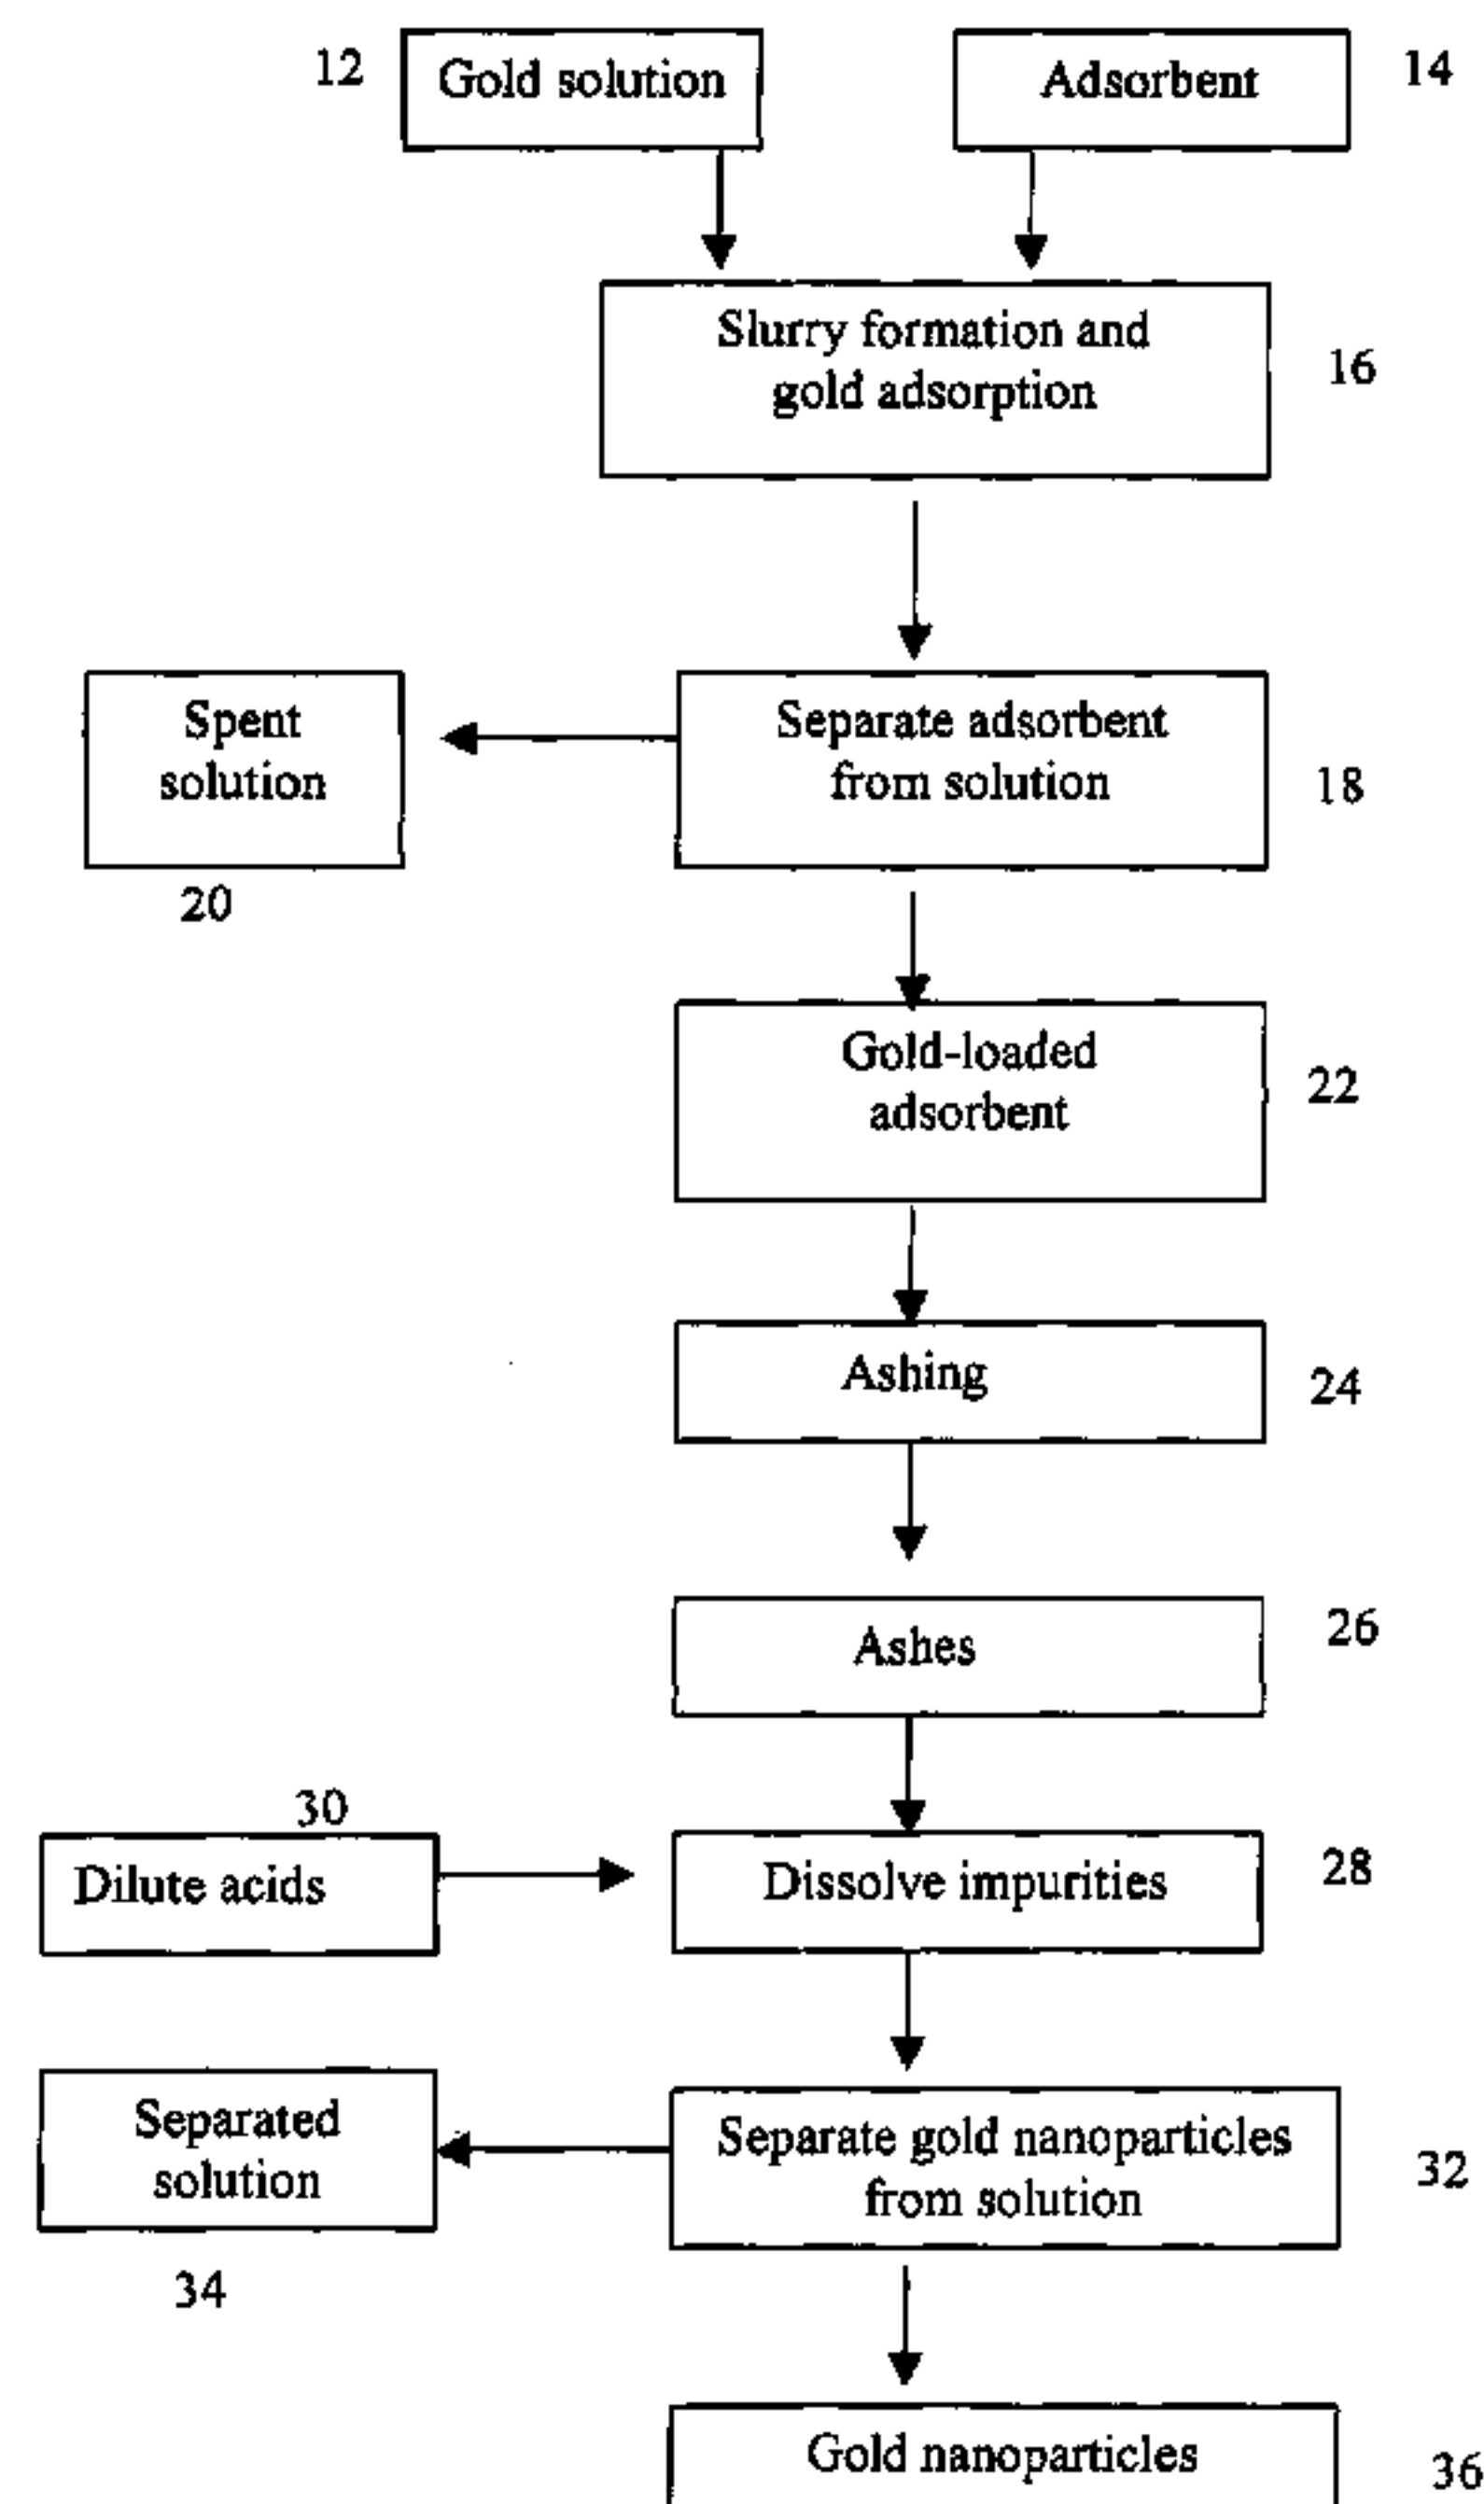 12
Gold solution
Adsorbent
14
Slurry formation and
gold adsorption
16
Spent
solution
20
Separate adsorbent
from solution
18
Gold-loaded
adsorbent
22
Ashing
24
Ashes
26
30
Dilute acids
Dissolve impurities
28
Separated
solution
34
Separate gold nanoparticles
from solution
32
Gold nanoparticles
36